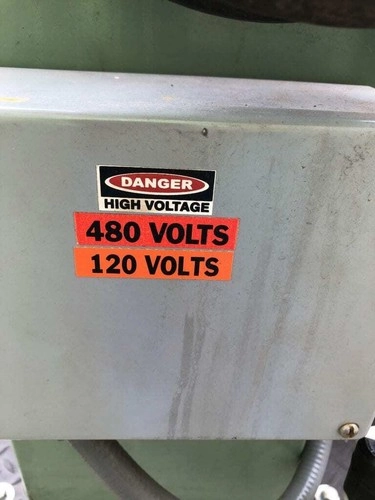 DANGER
HIGH VOLTAGE
480 VOLTS
120 VOLTS